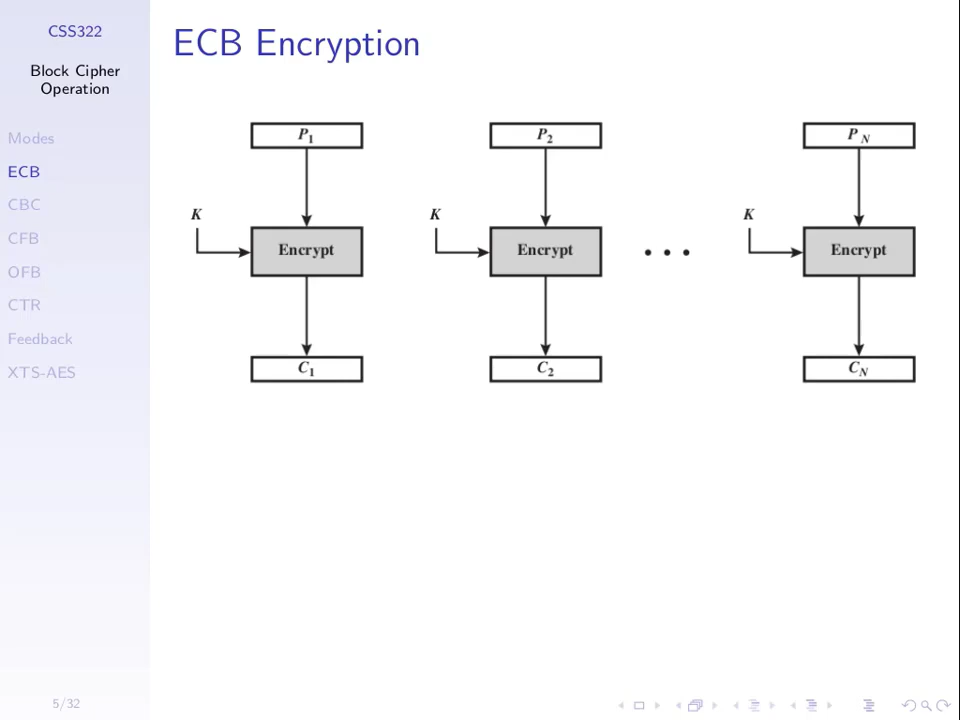 CSS322
Block Cipher
Operation
Modes
ECB
CBC
CFB
OFB
CTR
Feedback
XTS-AES
5/32
ECB Encryption
P1 P2 PN
K K K
Encrypt Encrypt • • • Encrypt
C1 C2 CN